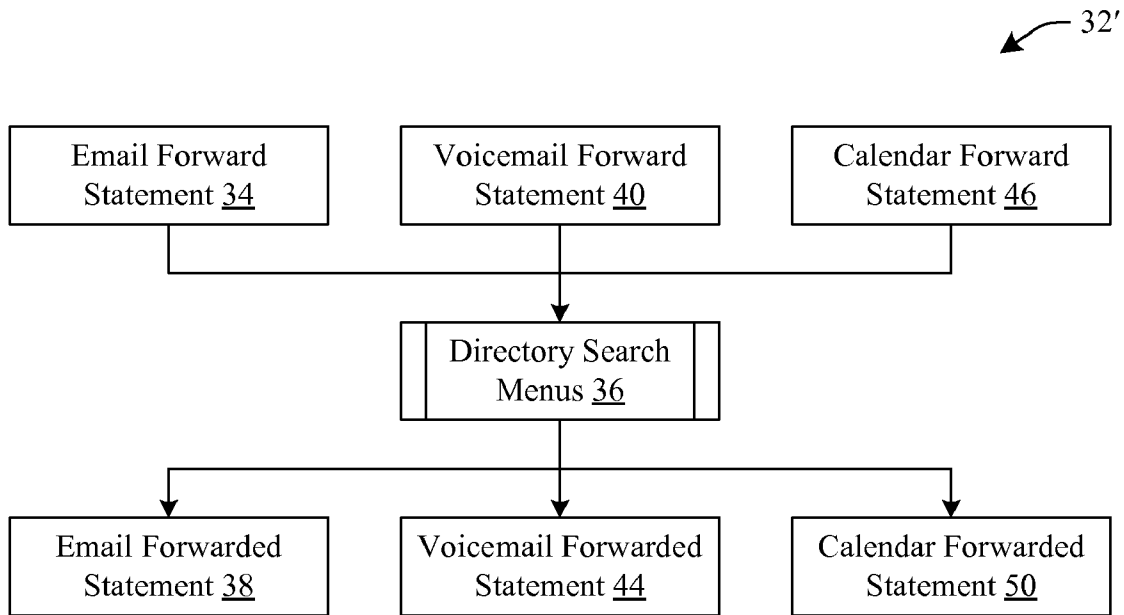 32′
Email Forward
Statement 34
Voicemail Forward
Statement 40
Calendar Forward
Statement 46
Directory Search
Menus 36
Email Forwarded
Statement 38
Voicemail Forwarded
Statement 44
Calendar Forwarded
Statement 50